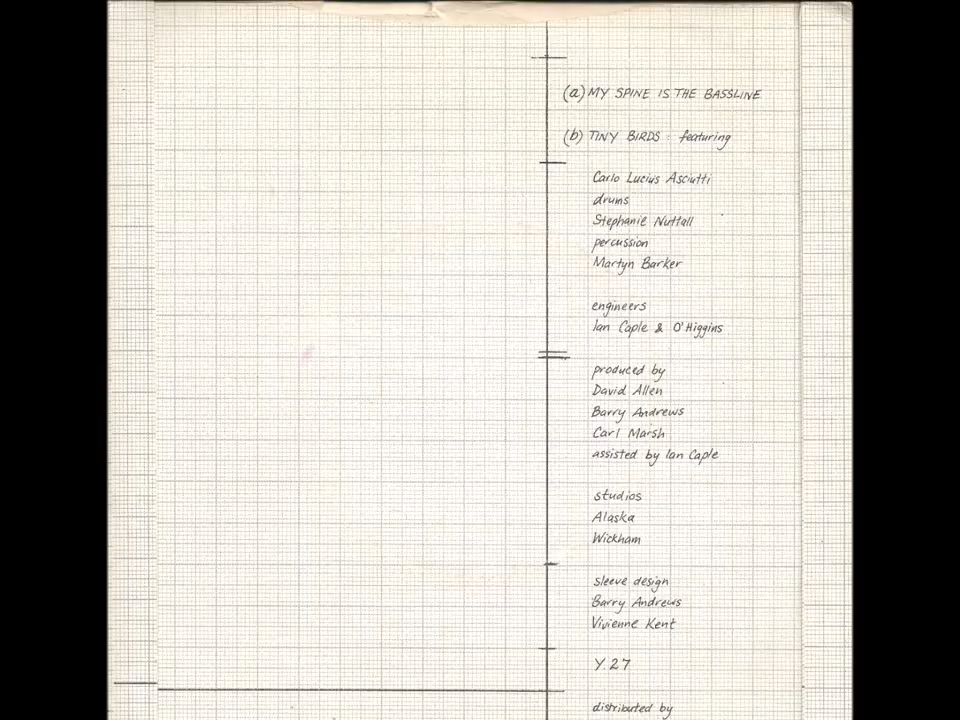 (a) MY SPINE IS THE BASSLINE
(b) TINY BIRDS : featuring
Carlo Lucius Asciutti
drums
Stephanie Nuttall
percussion
Martyn Barker
engineers
Ian Caple & O'Higgins
produced by
David Allen
Barry Andrews
Carl Marsh
assisted by Ian Caple
studios
Alaska
Wickham
sleeve design
Barry Andrews
Vivienne Kent
Y.27
distributed by